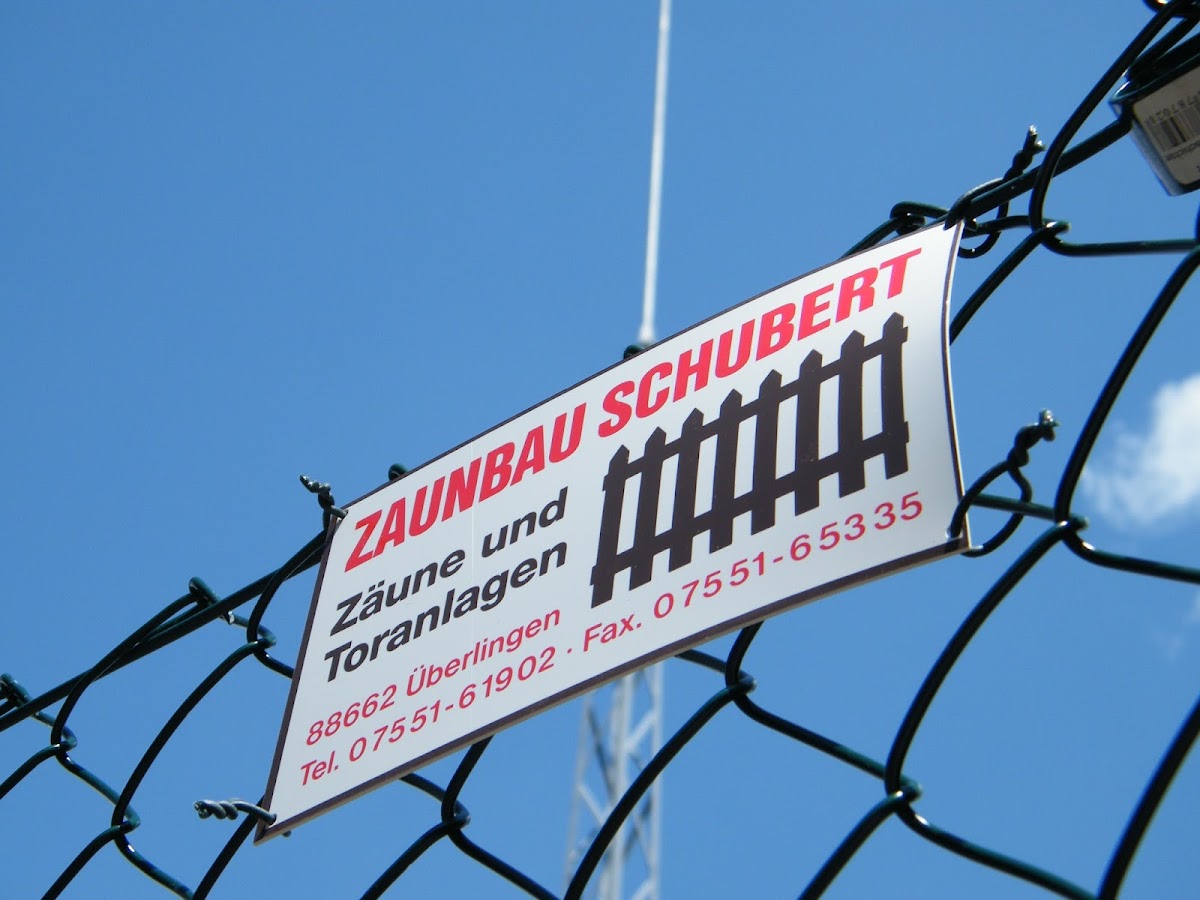 ZAUNBAU SCHUBERT
Zäune und
Toranlagen
88662 Überlingen
Tel. 07551-61902 · Fax. 07551-65335